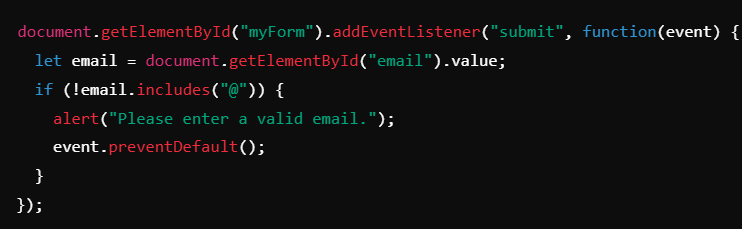 document.getElementById("myForm").addEventListener("submit", function(event) {
  let email = document.getElementById("email").value;
  if (!email.includes("@")) {
    alert("Please enter a valid email.");
    event.preventDefault();
  }
});